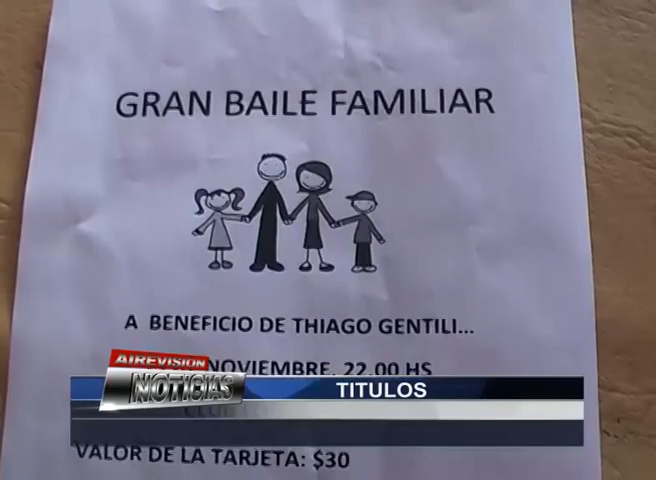 GRAN BAILE FAMILIAR
A BENEFICIO DE THIAGO GENTILI...
NOVIEMBRE, 22.00 HS
AIREVISION
NOTICIAS
TITULOS
VALOR DE LA TARJETA: $30